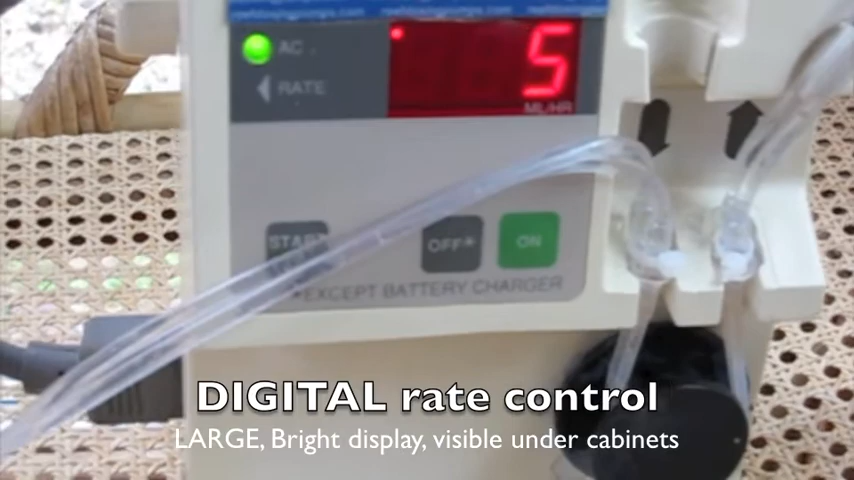 AC
5
RATE
ML/HR
START
OFF*
ON
*EXCEPT BATTERY CHARGER
DIGITAL rate control
LARGE, Bright display, visible under cabinets